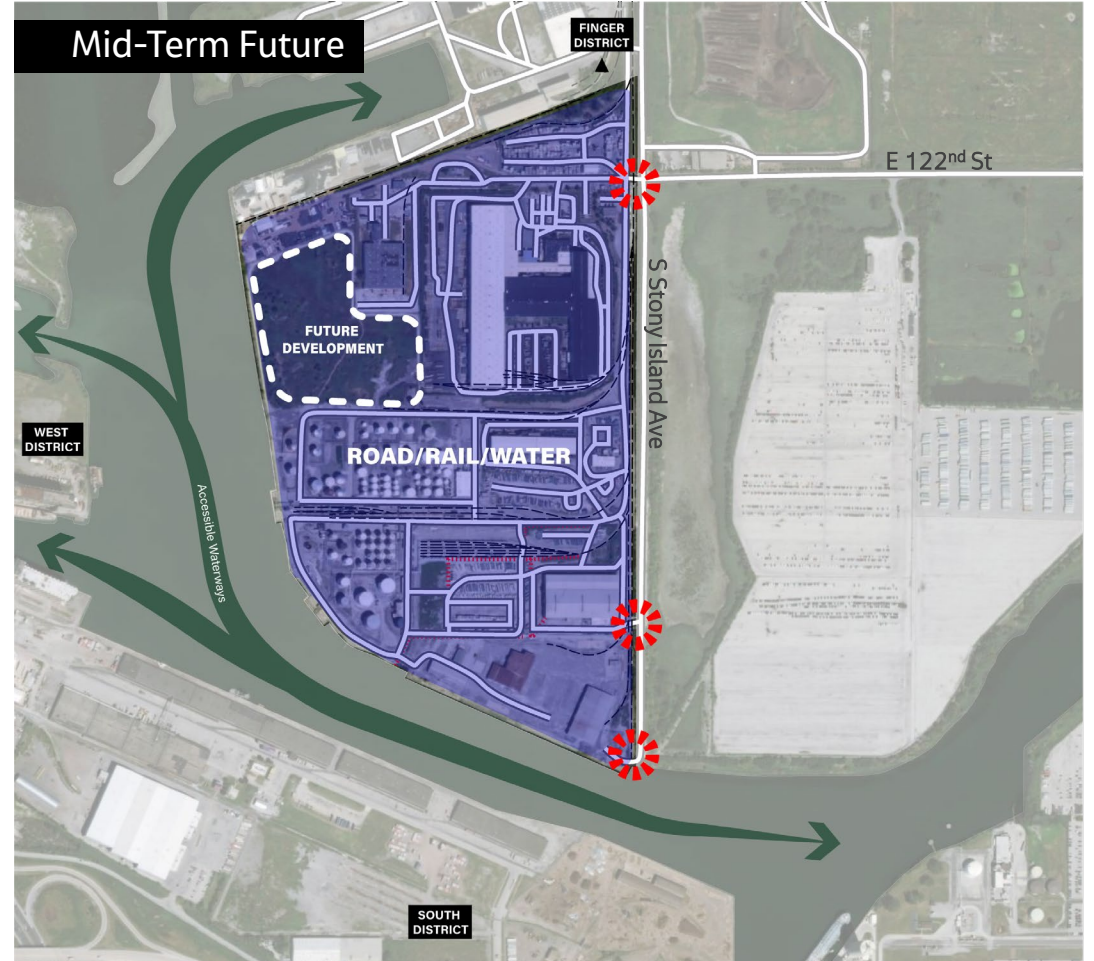 Mid-Term Future
FINGER
DISTRICT
E 122nd St
S Stony Island Ave
FUTURE
DEVELOPMENT
WEST
DISTRICT
ROAD/RAIL/WATER
Accessible Waterways
SOUTH
DISTRICT